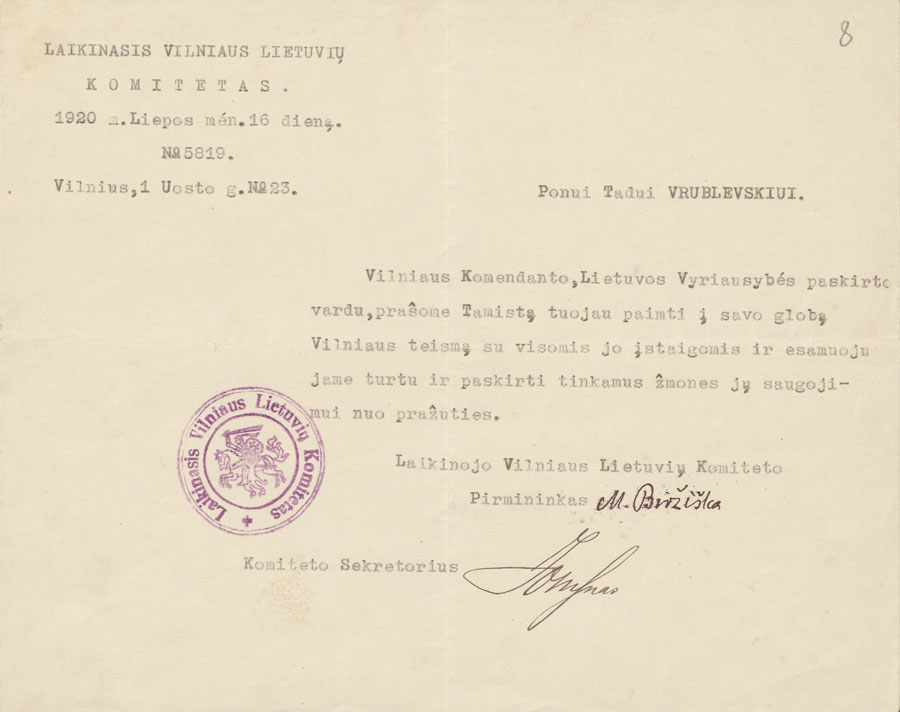 8
LAIKINASIS VILNIAUS LIETUVIŲ
KOMITETAS.
1920 m.Liepos mėn.16 dieną.
№5819.
Vilnius,1 Uosto g.№23.
Ponui Tadui VRUBLEVSKIUI.
Vilniaus Komendanto,Lietuvos Vyriausybės paskirto
vardu,prašome Tamistą tuojau paimti į savo globą
Vilniaus teismą su visomis jo įstaigomis ir esamuoju
jame turtu ir paskirti tinkamus žmones jų saugoji-
mui nuo pražuties.
Laikinasis Vilniaus Lietuvių Komitetas
Laikinojo Vilniaus Lietuvių Komiteto
Pirmininkas M. Biržiška
Komiteto Sekretorius